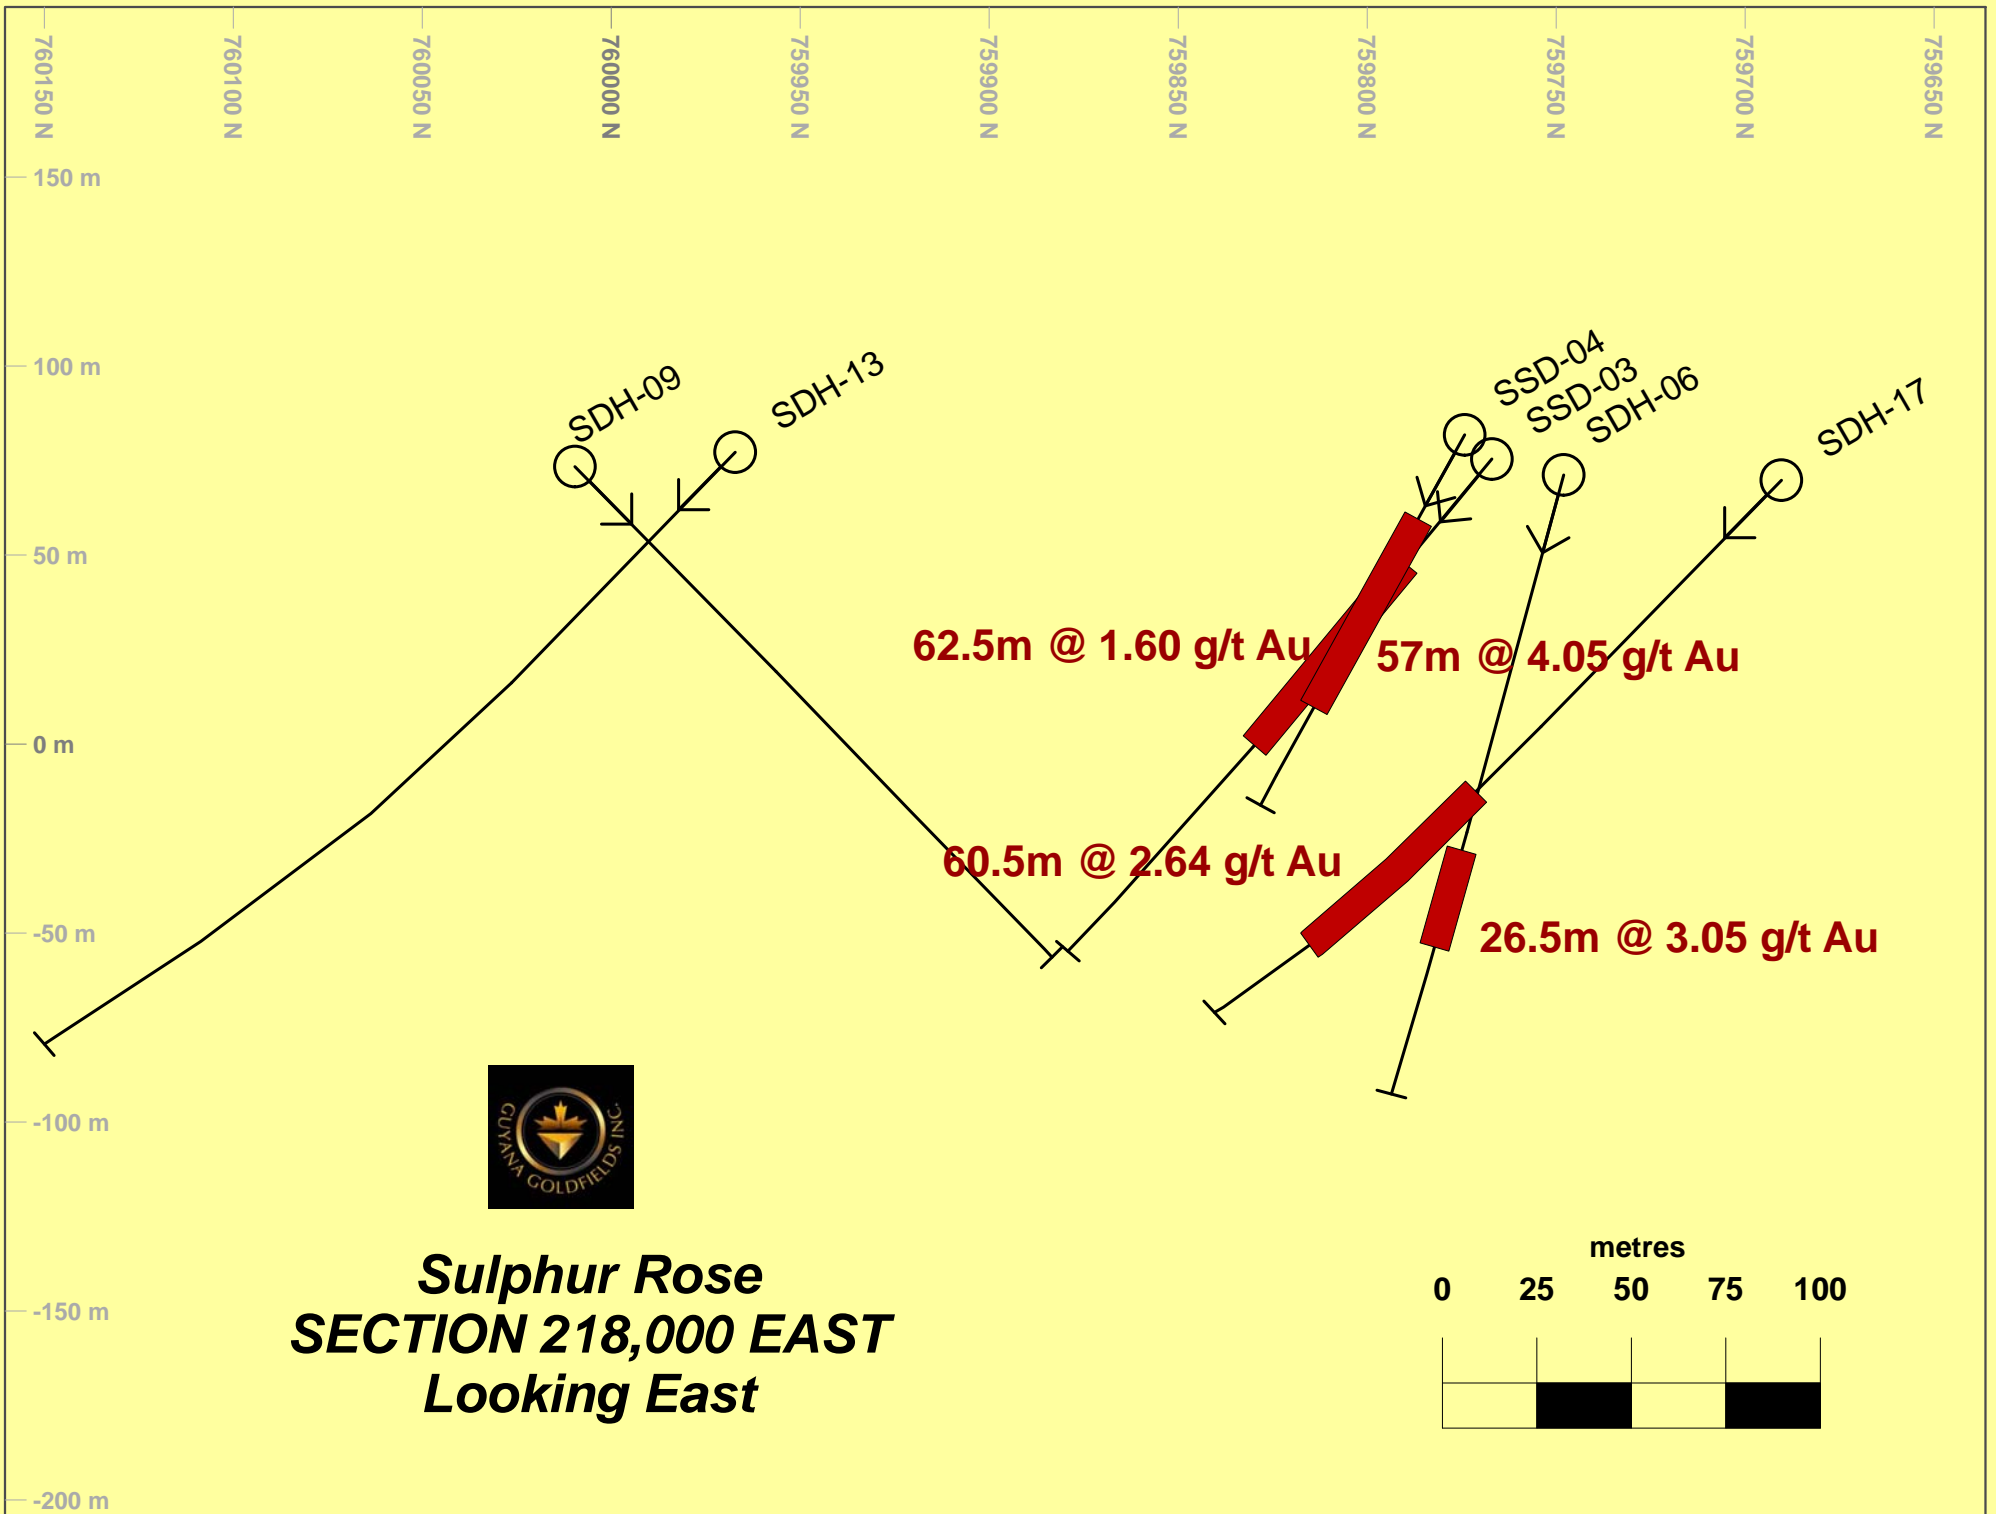 760150 N
760100 N
760050 N
760000 N
759950 N
759900 N
759850 N
759800 N
759750 N
759700 N
759650 N
150 m
100 m
50 m
0 m
-50 m
-100 m
-150 m
-200 m
SDH-09
SDH-13
SSD-04
SSD-03
SDH-06
SDH-17
62.5m @ 1.60 g/t Au
57m @ 4.05 g/t Au
60.5m @ 2.64 g/t Au
26.5m @ 3.05 g/t Au
GUYANA GOLDFIELDS INC.
Sulphur Rose
SECTION 218,000 EAST
Looking East
metres
0 25 50 75 100